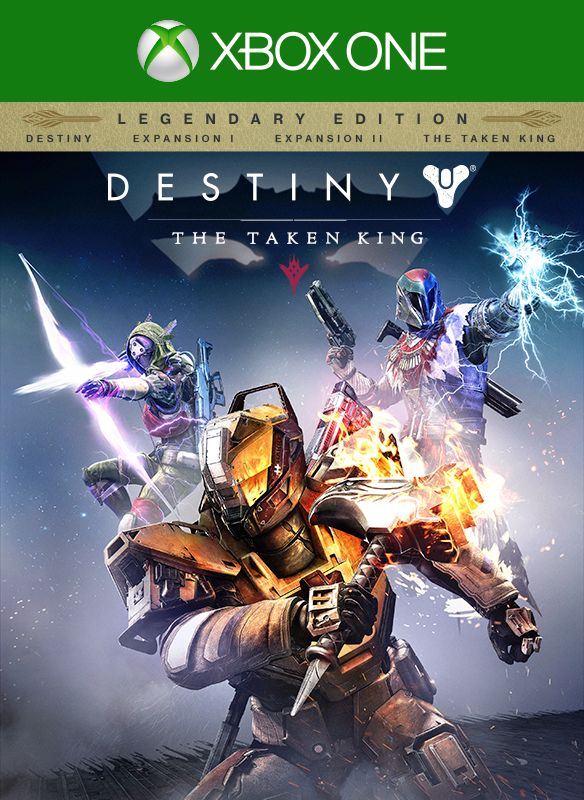 XBOX ONE
LEGENDARY EDITION
DESTINY EXPANSION I EXPANSION II THE TAKEN KING
DESTINY ®
THE TAKEN KING